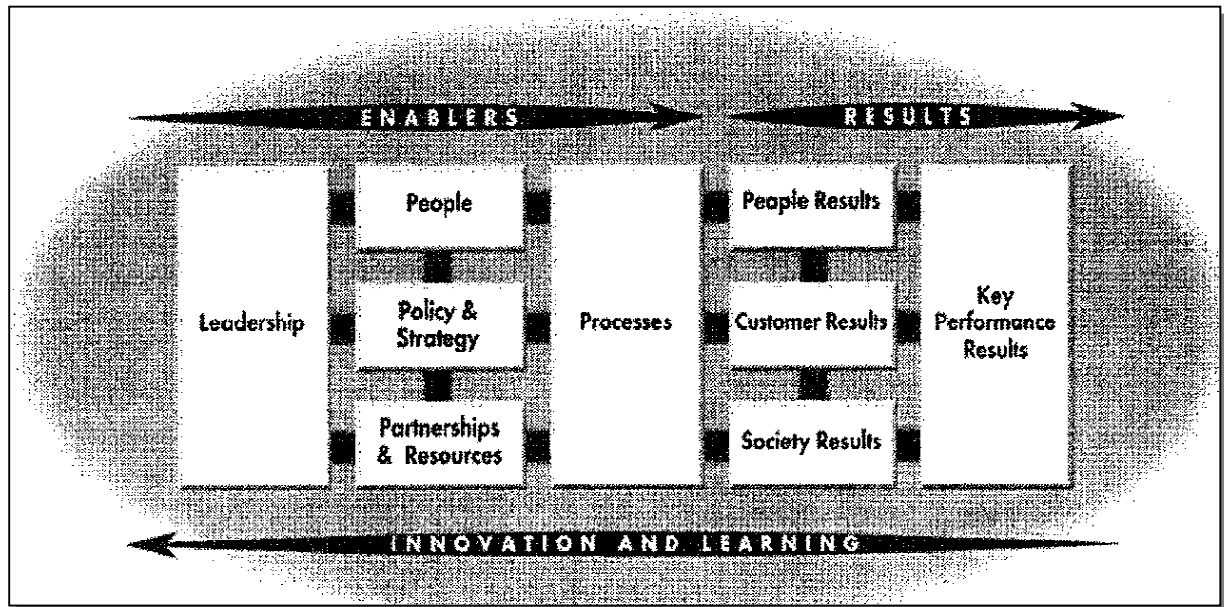 ENABLERS
RESULTS
Leadership
People
Policy &
Strategy
Partnerships
& Resources
Processes
People Results
Customer Results
Society Results
Key
Performance
Results
INNOVATION AND LEARNING